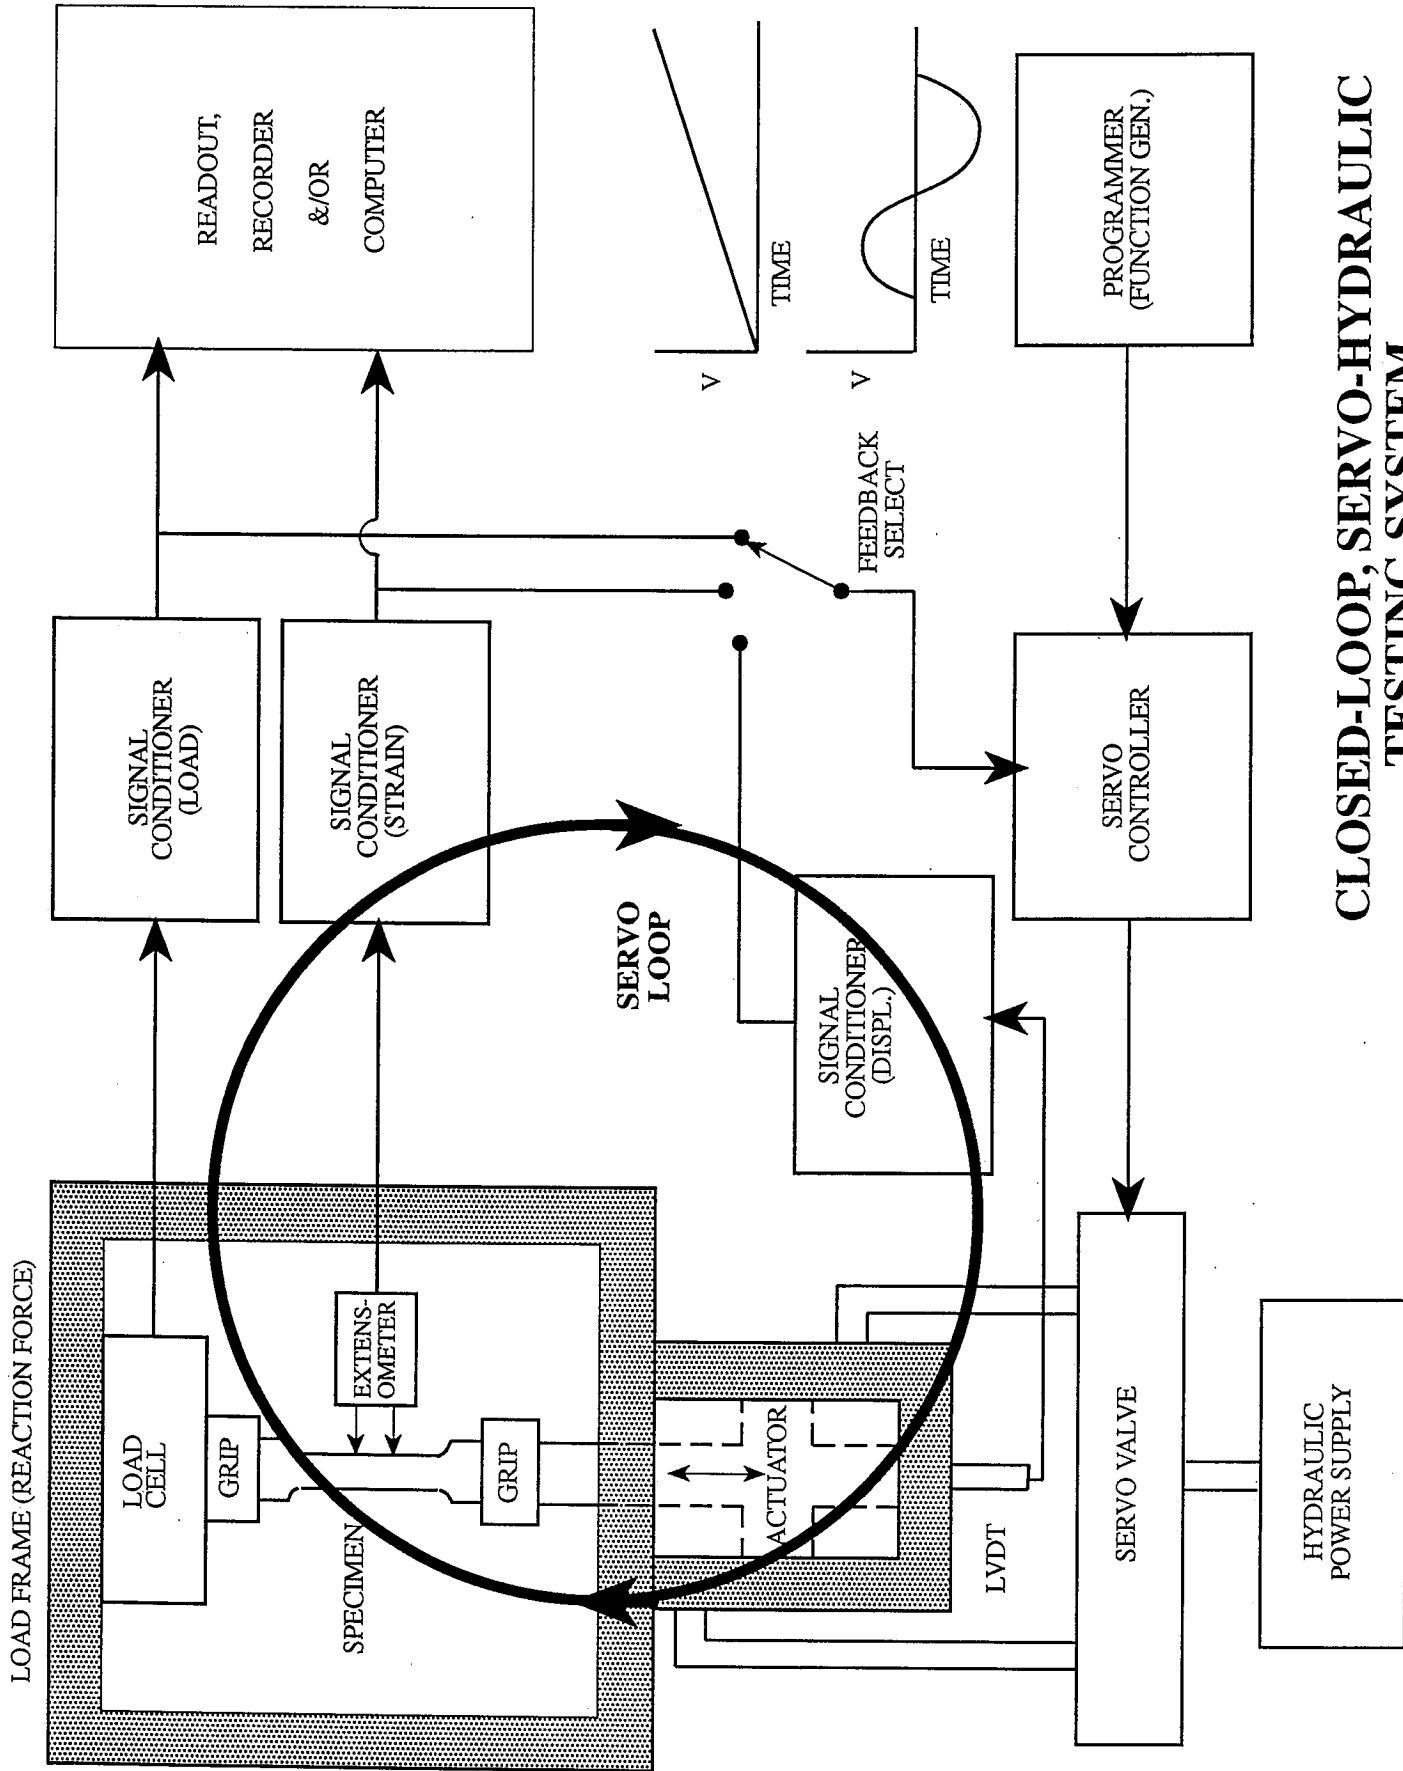 LOAD FRAME (REACTION FORCE)
LOAD
CELL
GRIP
EXTENS-
OMETER
SPECIMEN
GRIP
ACTUATOR
LVDT
SERVO VALVE
HYDRAULIC
POWER SUPPLY
SIGNAL
CONDITIONER
(LOAD)
SIGNAL
CONDITIONER
(STRAIN)
SERVO
LOOP
SIGNAL
CONDITIONER
(DISPL.)
SERVO
CONTROLLER
FEEDBACK
SELECT
READOUT,
RECORDER
&/OR
COMPUTER
V
TIME
V
TIME
PROGRAMMER
(FUNCTION GEN.)
CLOSED-LOOP, SERVO-HYDRAULIC
TESTING SYSTEM